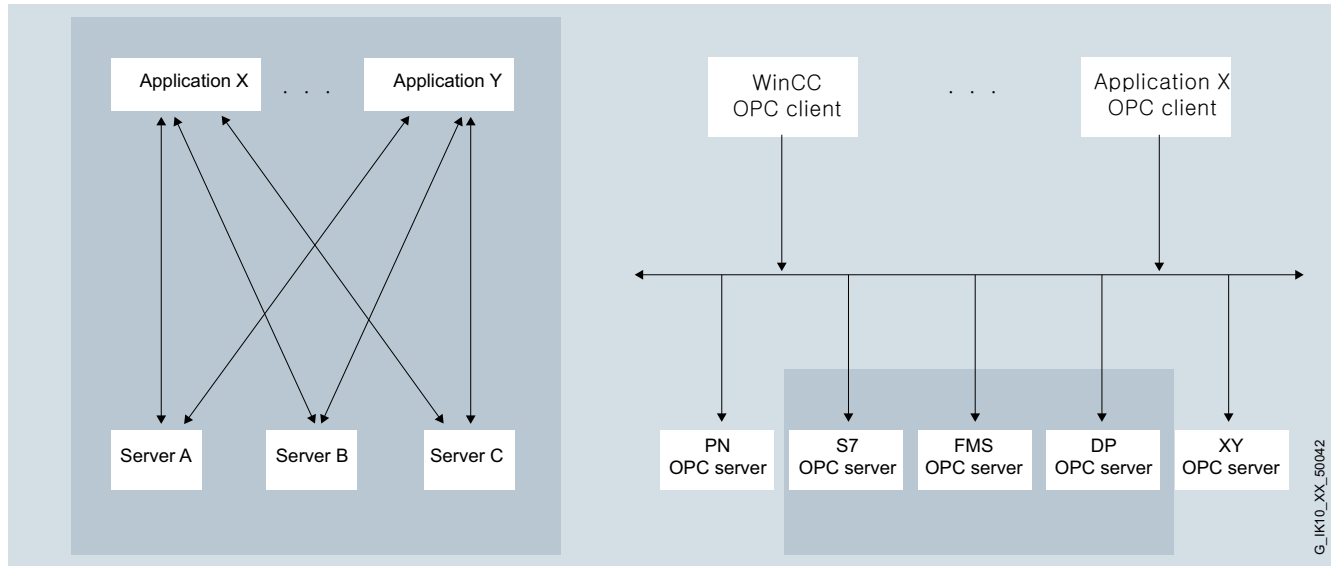 Application X
. . .
Application Y
Server A
Server B
Server C
WinCC
OPC client
. . .
Application X
OPC client
PN
OPC server
S7
OPC server
FMS
OPC server
DP
OPC server
XY
OPC server
G_IK10_XX_50042